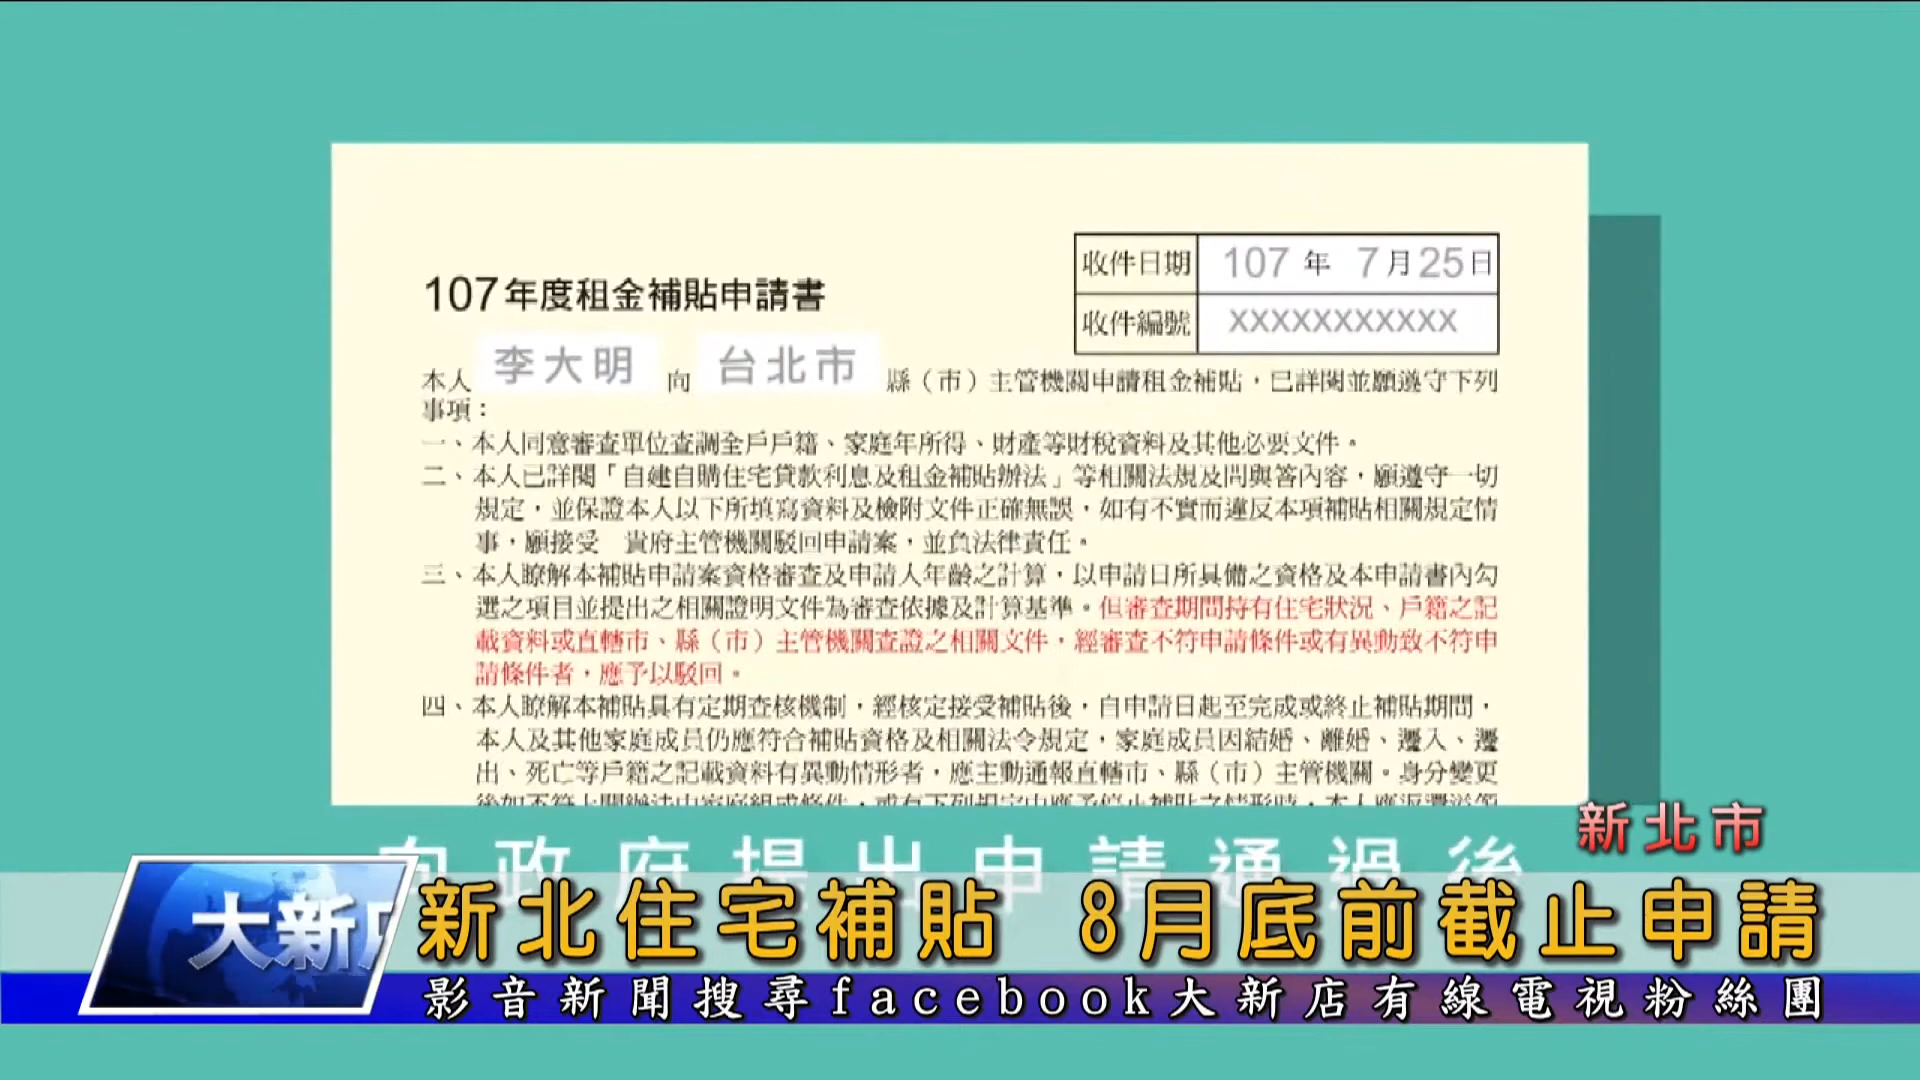 收件日期 107 年 7 月 25 日
收件編號 XXXXXXXXXXX
107年度租金補貼申請書
本人 李大明 向 台北市 縣（市）主管機關申請租金補貼，已詳閱並願遵守下列
事項：
一、本人同意審查單位查調全戶戶籍、家庭年所得、財產等財稅資料及其他必要文件。
二、本人已詳閱「自建自購住宅貸款利息及租金補貼辦法」等相關法規及問與答內容，願遵守一切
規定，並保證本人以下所填寫資料及檢附文件正確無誤，如有不實而違反本項補貼相關規定情
事，願接受 貴府主管機關駁回申請案，並負法律責任。
三、本人瞭解本補貼申請案資格審查及申請人年齡之計算，以申請日所具備之資格及本申請書內勾
選之項目並提出之相關證明文件為審查依據及計算基準。但審查期間持有住宅狀況、戶籍之記
載資料或直轄市、縣（市）主管機關查證之相關文件，經審查不符申請條件或有異動致不符申
請條件者，應予以駁回。
四、本人瞭解本補貼具有定期查核機制，經核定接受補貼後，自申請日起至完成或終止補貼期間，
本人及其他家庭成員仍應符合補貼資格及相關法令規定，家庭成員因結婚、離婚、遷入、遷
出、死亡等戶籍之記載資料有異動情形者，應主動通報直轄市、縣（市）主管機關。身分變更
新北市
向政府提出申請通過後
大新店
新北住宅補貼 8月底前截止申請
影音新聞搜尋facebook大新店有線電視粉絲團